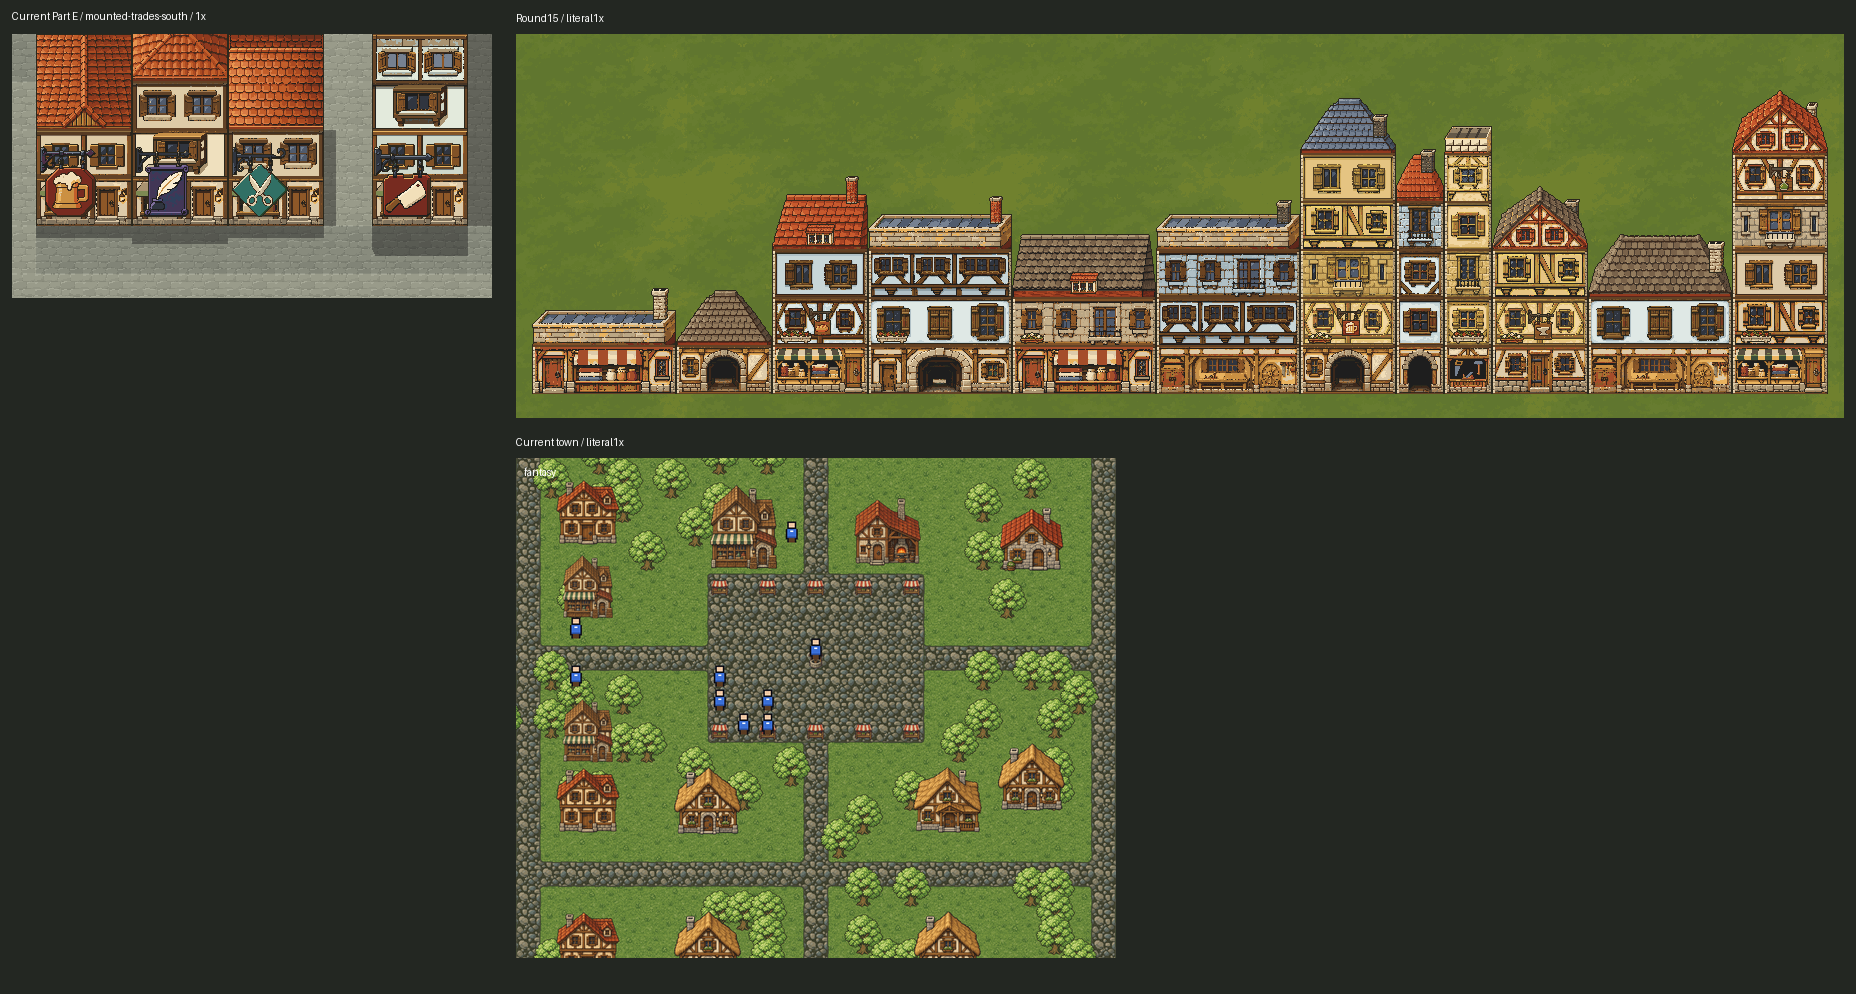 Current Part E / mounted-trades-south / 1x
Round15 / literal1x
Current town / literal1x
fantasy